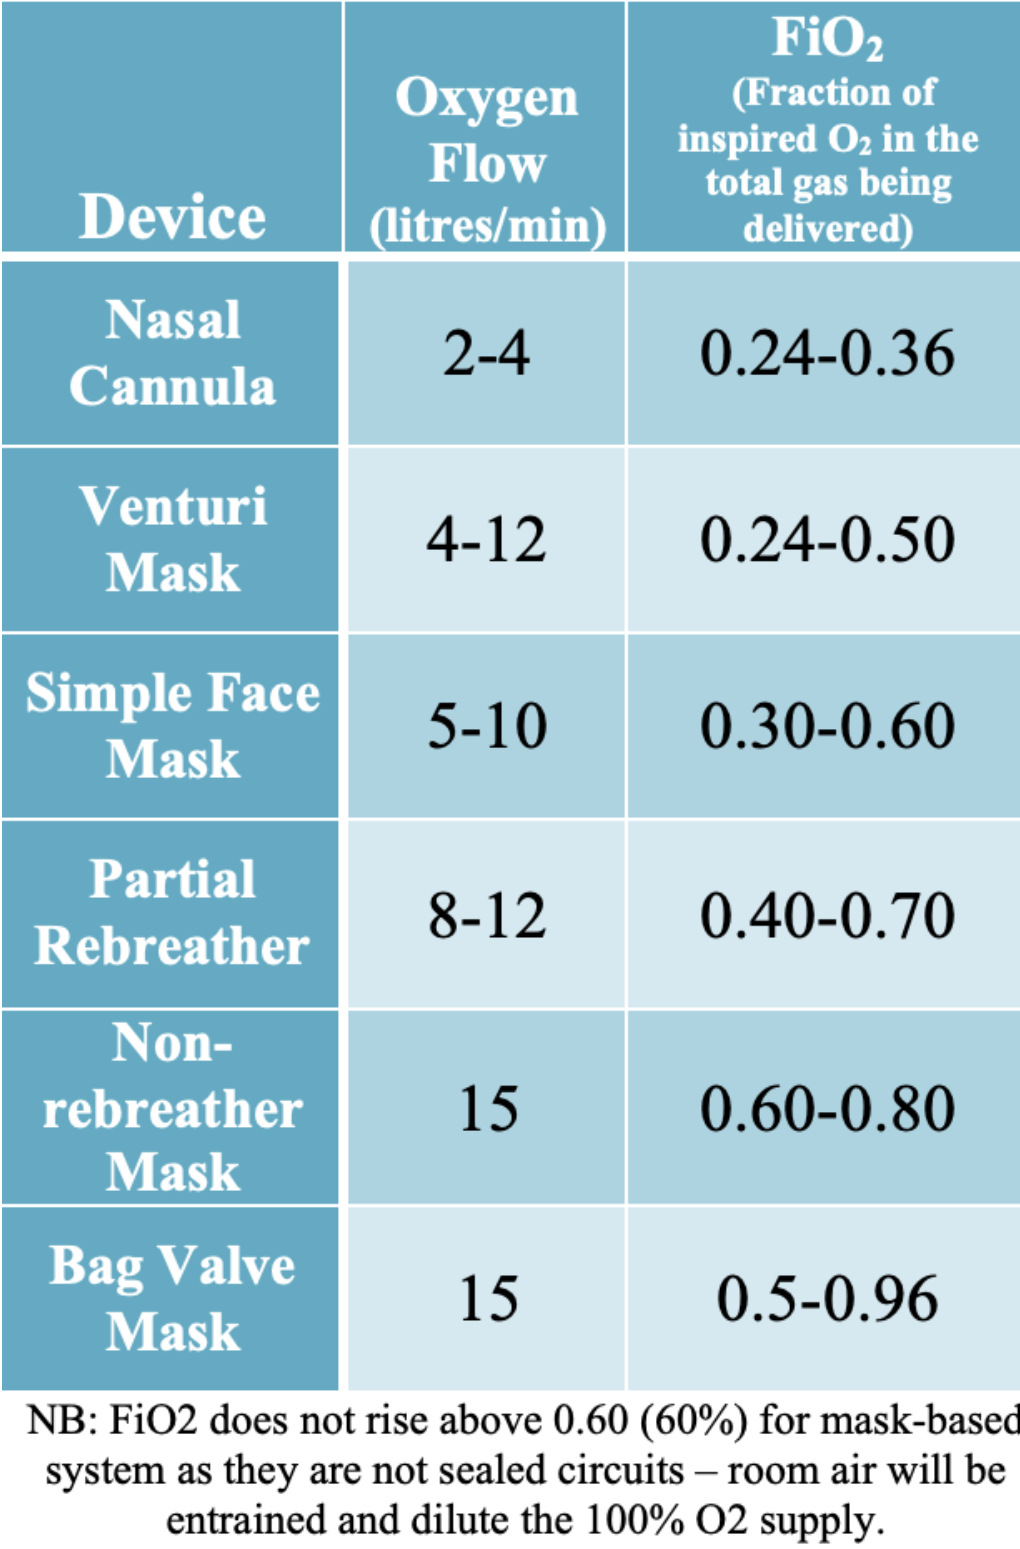 Device
Oxygen
Flow
(litres/min)
FiO₂
(Fraction of
inspired O₂ in the
total gas being
delivered)
Nasal
Cannula
2-4
0.24-0.36
Venturi
Mask
4-12
0.24-0.50
Simple Face
Mask
5-10
0.30-0.60
Partial
Rebreather
8-12
0.40-0.70
Non-
rebreather
Mask
15
0.60-0.80
Bag Valve
Mask
15
0.5-0.96
NB: FiO2 does not rise above 0.60 (60%) for mask-based
system as they are not sealed circuits – room air will be
entrained and dilute the 100% O2 supply.